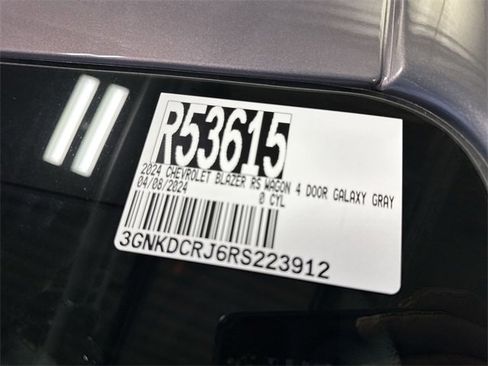 R53615
2024 CHEVROLET BLAZER RS WAGON 4 DOOR GALAXY GRAY
04/08/2024 0 CYL
3GNKDCRJ6RS223912